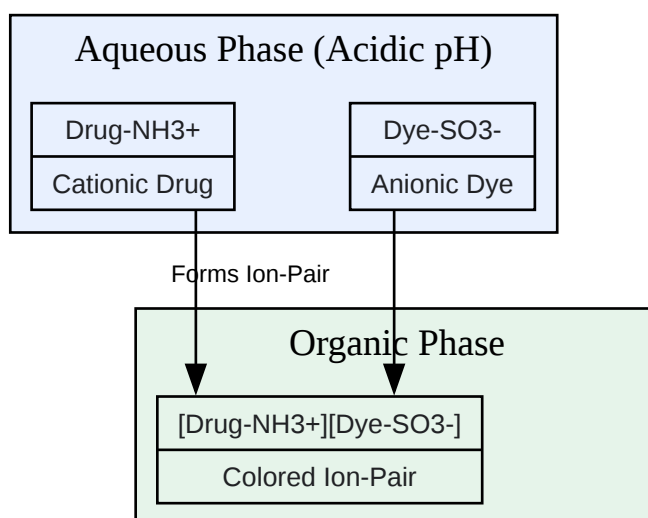 Aqueous Phase (Acidic pH)
Drug-NH3+
Cationic Drug
Dye-SO3-
Anionic Dye
Forms Ion-Pair
Organic Phase
[Drug-NH3+][Dye-SO3-]
Colored Ion-Pair